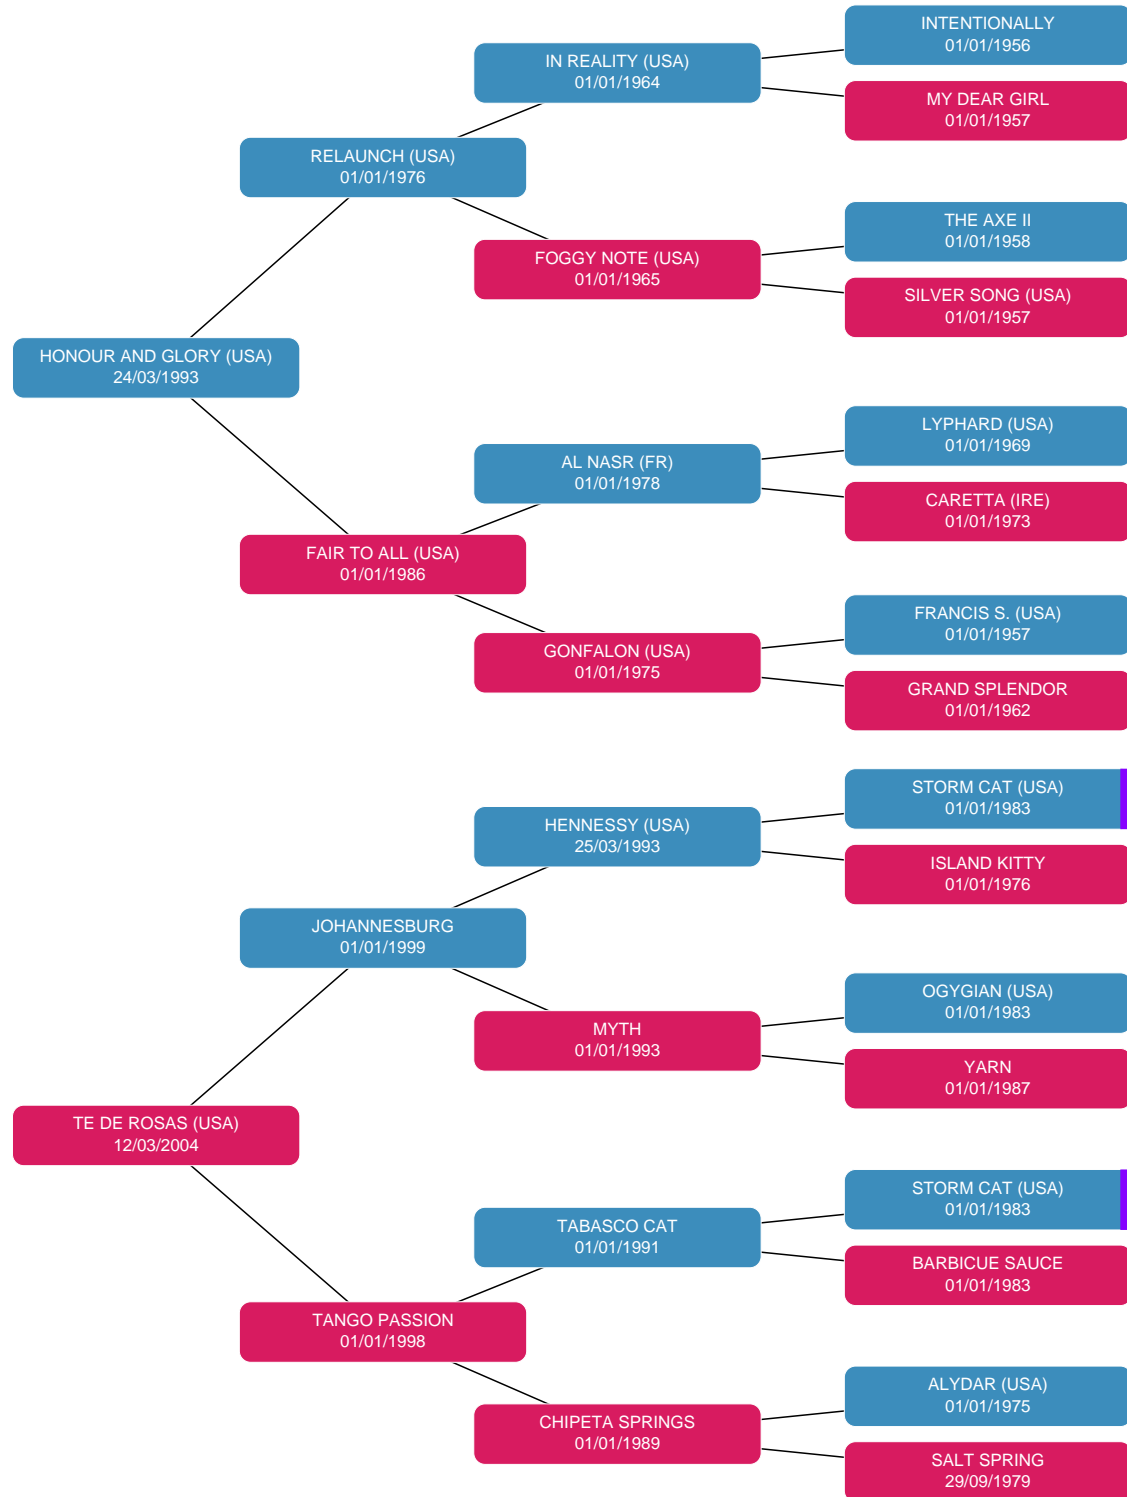 INTENTIONALLY
01/01/1956
IN REALITY (USA)
01/01/1964
MY DEAR GIRL
01/01/1957
RELAUNCH (USA)
01/01/1976
THE AXE II
01/01/1958
FOGGY NOTE (USA)
01/01/1965
SILVER SONG (USA)
01/01/1957
HONOUR AND GLORY (USA)
24/03/1993
LYPHARD (USA)
01/01/1969
AL NASR (FR)
01/01/1978
CARETTA (IRE)
01/01/1973
FAIR TO ALL (USA)
01/01/1986
FRANCIS S. (USA)
01/01/1957
GONFALON (USA)
01/01/1975
GRAND SPLENDOR
01/01/1962
STORM CAT (USA)
01/01/1983
HENNESSY (USA)
25/03/1993
ISLAND KITTY
01/01/1976
JOHANNESBURG
01/01/1999
OGYGIAN (USA)
01/01/1983
MYTH
01/01/1993
YARN
01/01/1987
TE DE ROSAS (USA)
12/03/2004
STORM CAT (USA)
01/01/1983
TABASCO CAT
01/01/1991
BARBICUE SAUCE
01/01/1983
TANGO PASSION
01/01/1998
ALYDAR (USA)
01/01/1975
CHIPETA SPRINGS
01/01/1989
SALT SPRING
29/09/1979